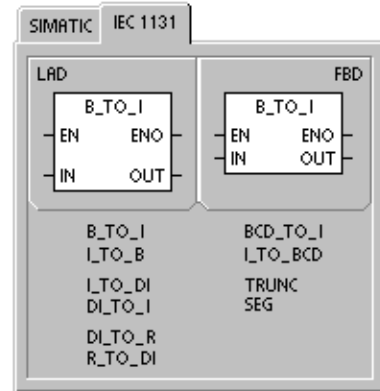 SIMATIC IEC 1131
LAD FBD
B_TO_I B_TO_I
EN ENO EN ENO
IN OUT IN OUT
B_TO_I BCD_TO_I
I_TO_B I_TO_BCD
I_TO_DI TRUNC
DI_TO_I SEG
DI_TO_R
R_TO_DI